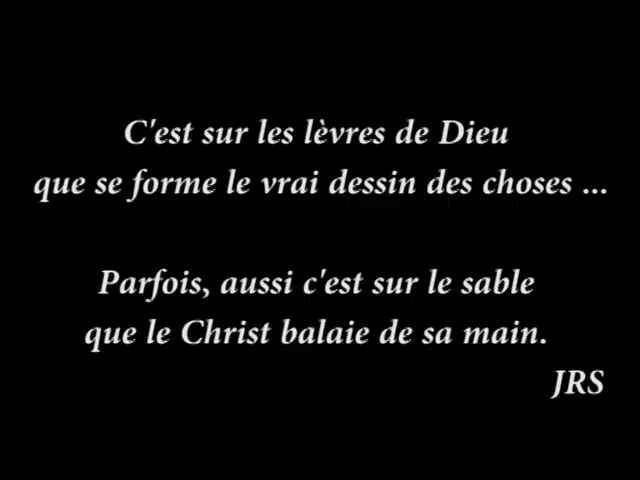 C'est sur les lèvres de Dieu
que se forme le vrai dessin des choses ...
Parfois, aussi c'est sur le sable
que le Christ balaie de sa main.
JRS